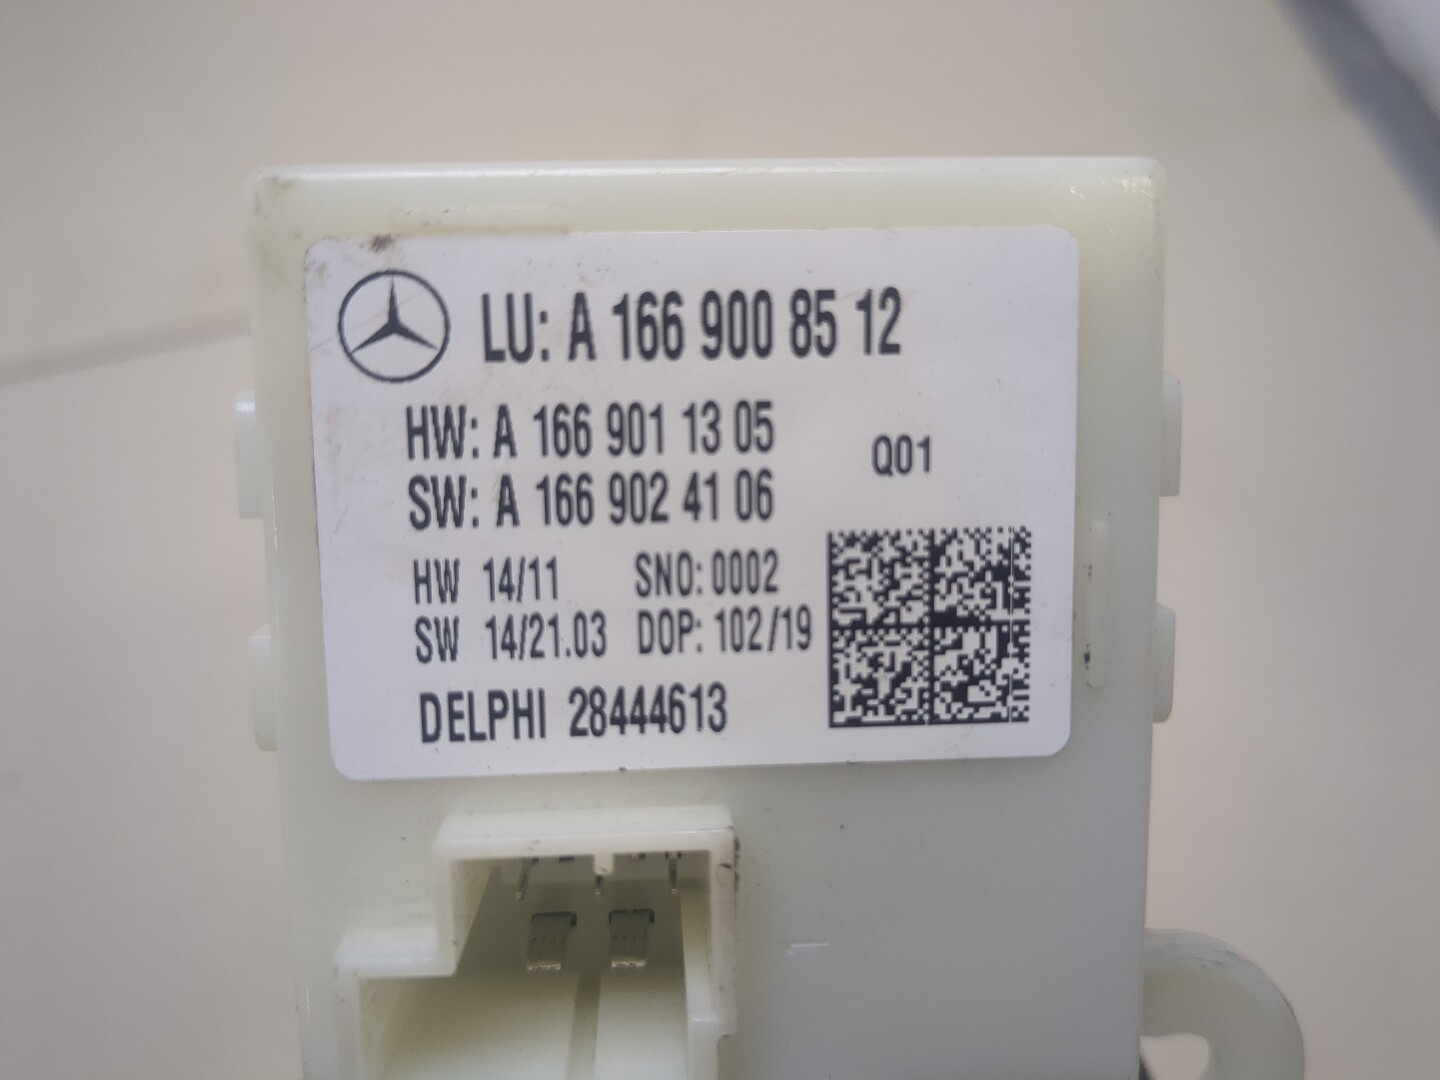 LU: A 166 900 85 12
HW: A 166 901 13 05
Q01
SW: A 166 902 41 06
HW 14/11 SNO: 0002
SW 14/21.03 DOP: 102/19
DELPHI 28444613